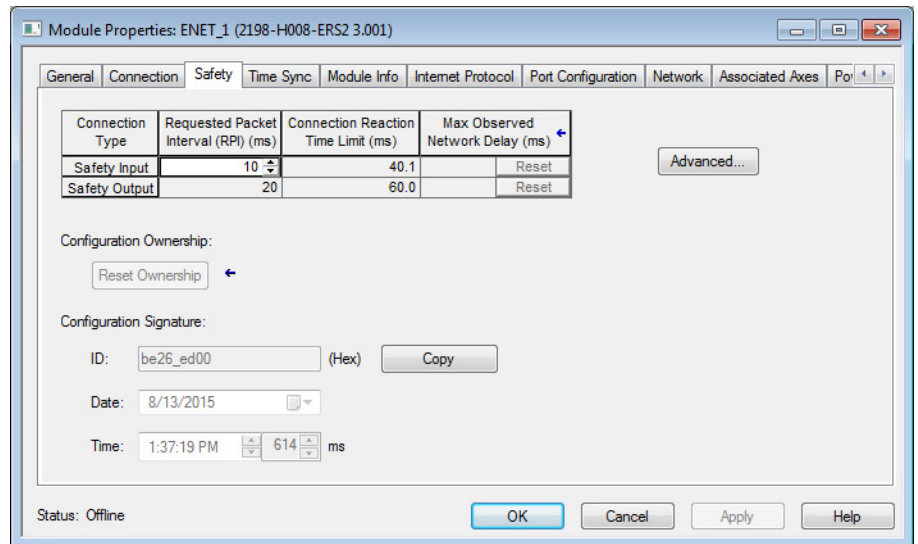 Module Properties: ENET_1 (2198-H008-ERS2 3.001)
General Connection Safety Time Sync Module Info Internet Protocol Port Configuration Network Associated Axes
Connection Type Requested Packet Interval (RPI) (ms) Connection Reaction Time Limit (ms) Max Observed Network Delay (ms)
Safety Input 10 40.1 Reset
Safety Output 20 60.0 Reset
Advanced...
Configuration Ownership:
Reset Ownership
Configuration Signature:
ID: be26_ed00 (Hex) Copy
Date: 8/13/2015
Time: 1:37:19 PM 614 ms
Status: Offline OK Cancel Apply Help